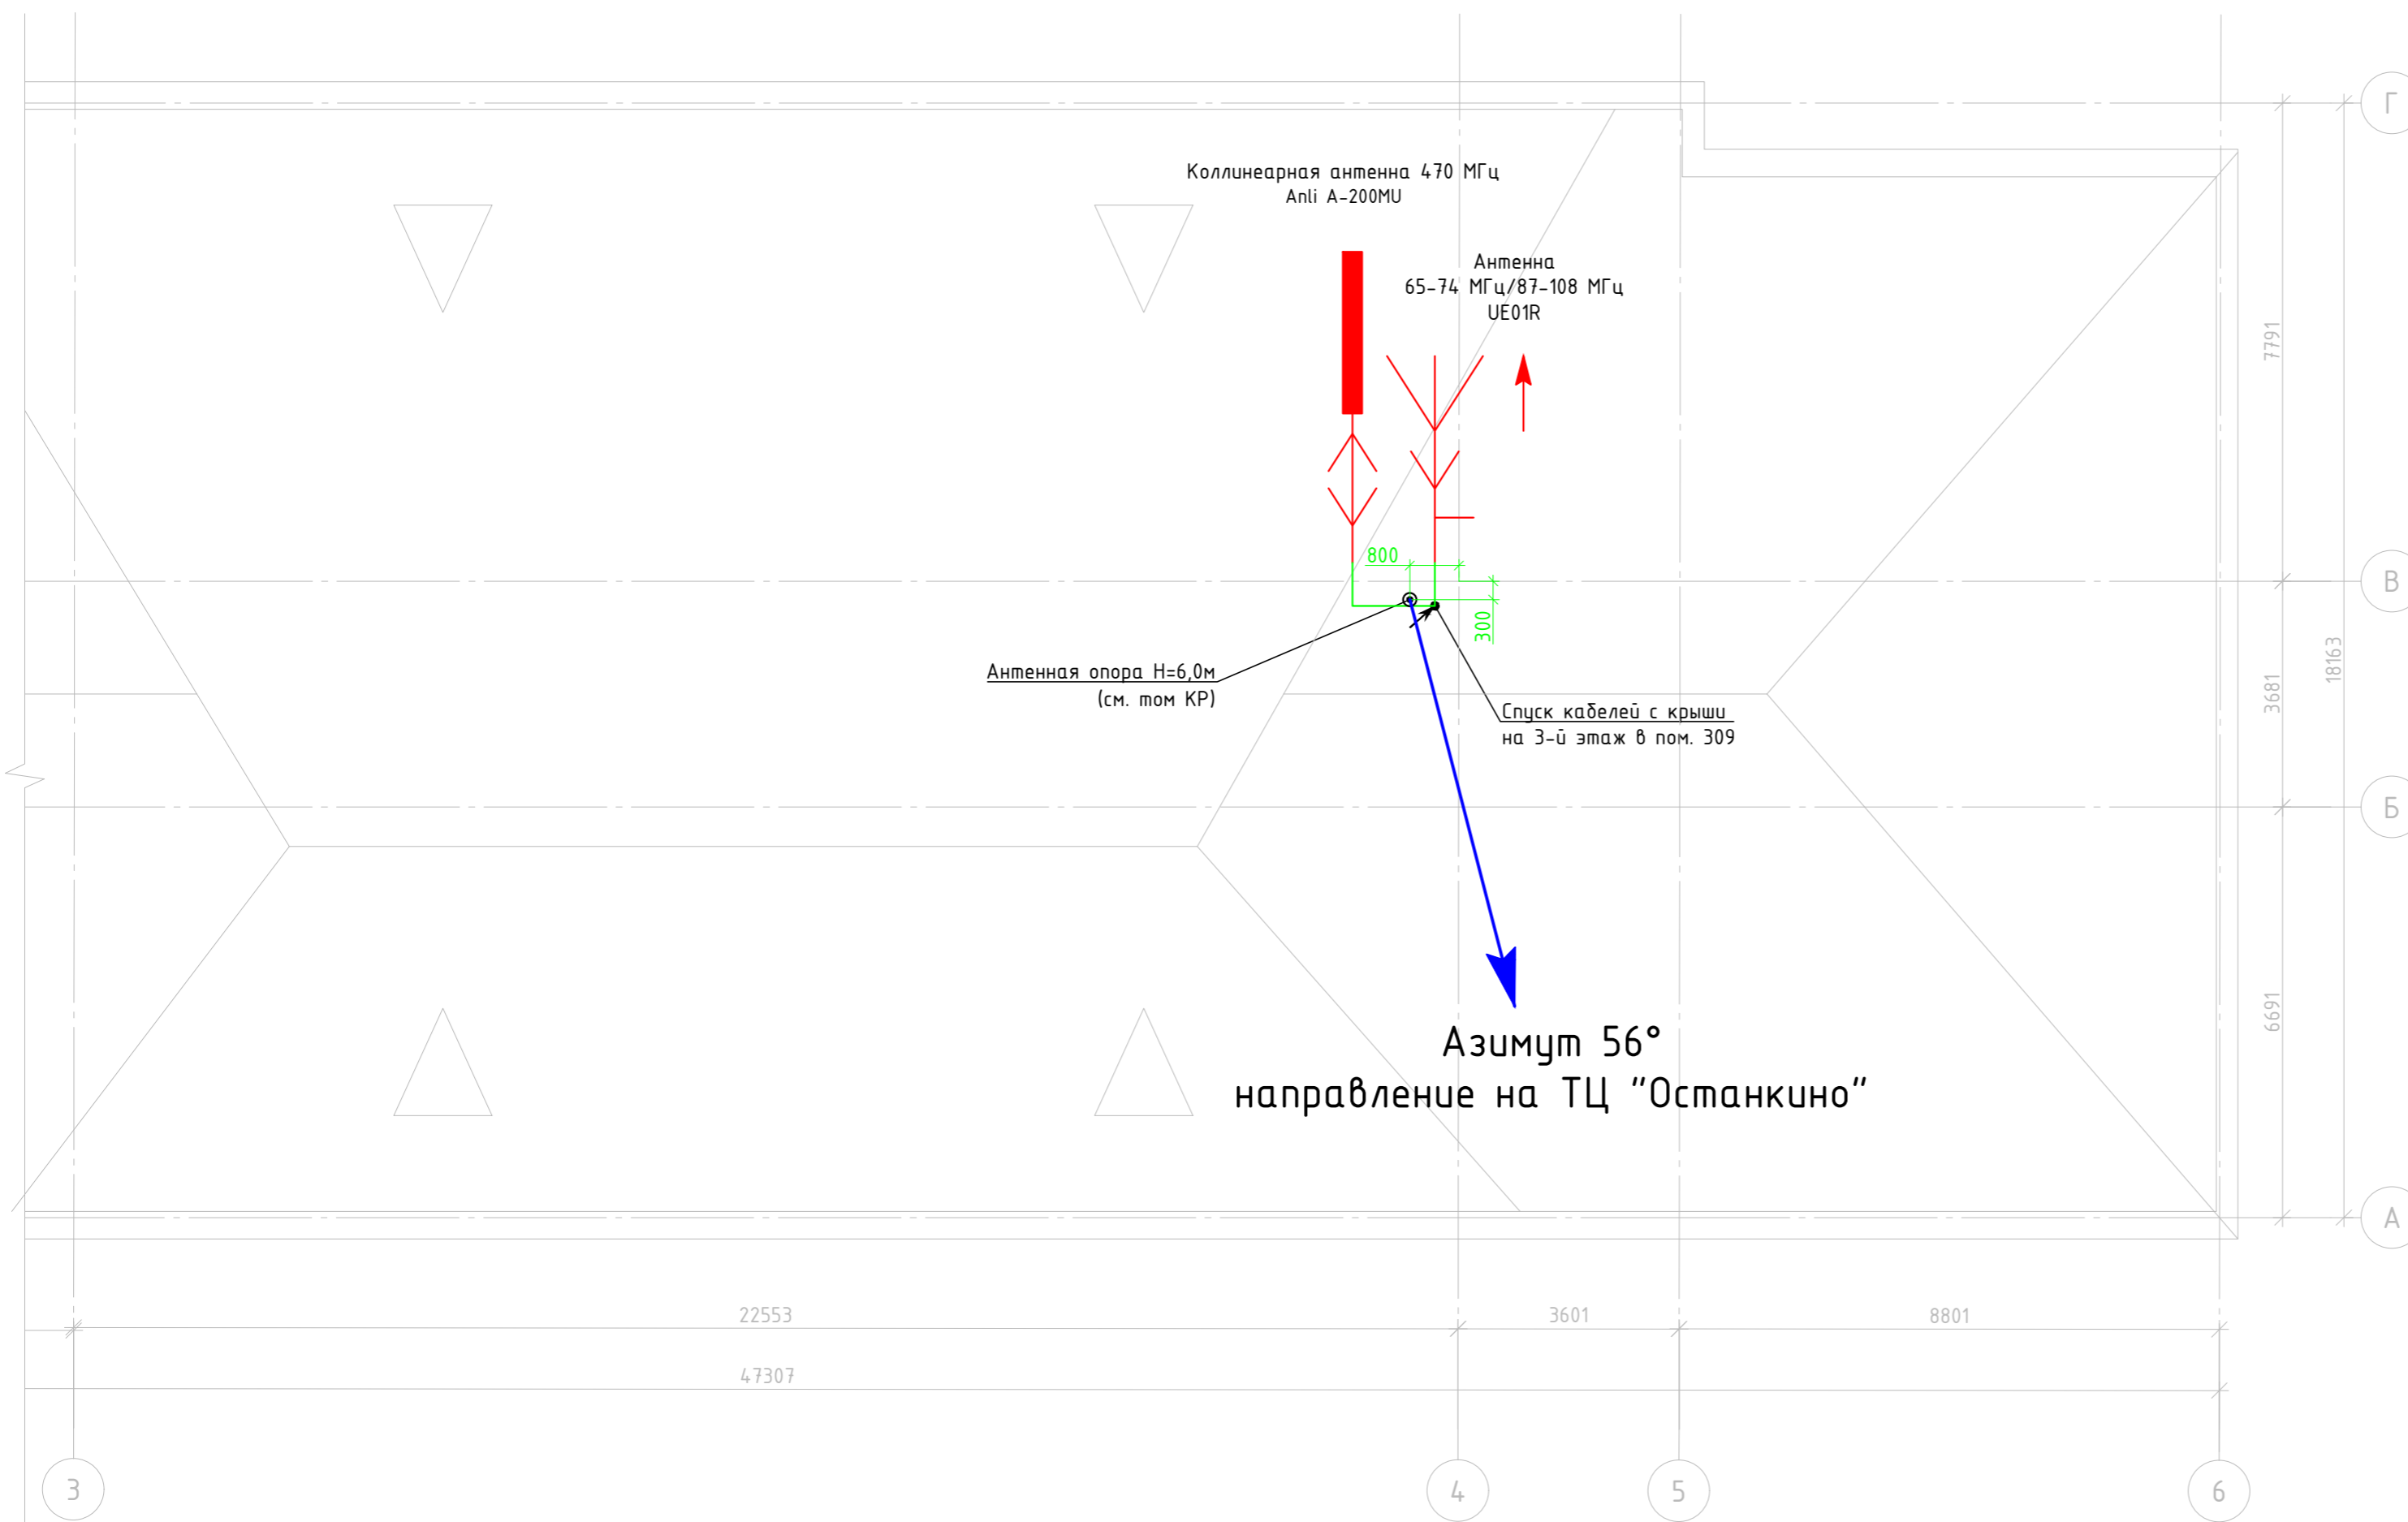 Г
Коллинеарная антенна 470 МГц
Anli A-200MU
Антенна
65-74 МГц/87-108 МГц
UE01R
7791
800
В
300
Антенная опора Н=6,0м
(см. том КР)
Спуск кабелей с крыши
на 3-й этаж в пом. 309
3681
18163
Б
6691
Азимут 56°
направление на ТЦ "Останкино"
А
22553
3601
8801
47307
3
4
5
6